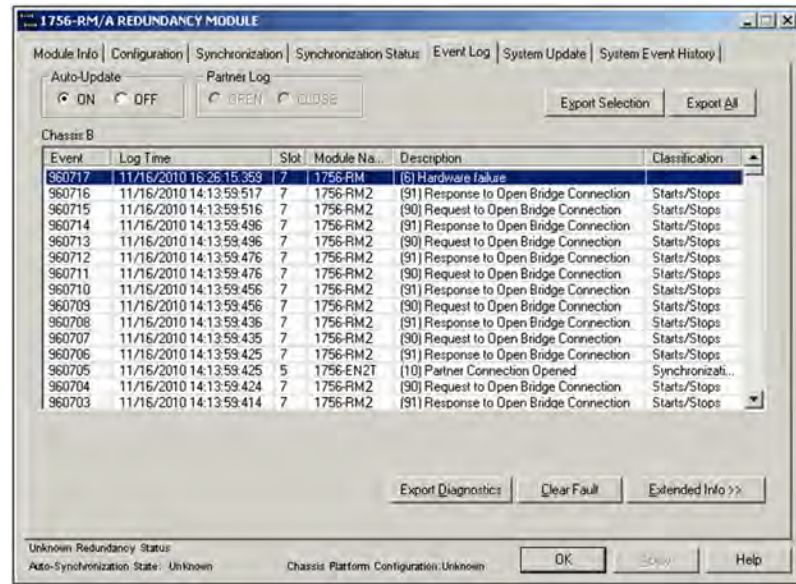 1756-RM/A REDUNDANCY MODULE
Module Info Configuration Synchronization Synchronization Status Event Log System Update System Event History
Auto-Update Partner Log
ON OFF OPEN CLOSE Export Selection Export All
Chassis B
Event Log Time Slot Module Na... Description Classification
960717 11/16/2010 16:26:15:359 7 1756-RM (6) Hardware failure
960716 11/16/2010 14:13:59:517 7 1756-RM2 (91) Response to Open Bridge Connection Starts/Stops
960715 11/16/2010 14:13:59:516 7 1756-RM2 (90) Request to Open Bridge Connection Starts/Stops
960714 11/16/2010 14:13:59:496 7 1756-RM2 (91) Response to Open Bridge Connection Starts/Stops
960713 11/16/2010 14:13:59:496 7 1756-RM2 (90) Request to Open Bridge Connection Starts/Stops
960712 11/16/2010 14:13:59:476 7 1756-RM2 (91) Response to Open Bridge Connection Starts/Stops
960711 11/16/2010 14:13:59:476 7 1756-RM2 (90) Request to Open Bridge Connection Starts/Stops
960710 11/16/2010 14:13:59:456 7 1756-RM2 (91) Response to Open Bridge Connection Starts/Stops
960709 11/16/2010 14:13:59:456 7 1756-RM2 (90) Request to Open Bridge Connection Starts/Stops
960708 11/16/2010 14:13:59:436 7 1756-RM2 (91) Response to Open Bridge Connection Starts/Stops
960707 11/16/2010 14:13:59:435 7 1756-RM2 (90) Request to Open Bridge Connection Starts/Stops
960706 11/16/2010 14:13:59:425 7 1756-RM2 (91) Response to Open Bridge Connection Starts/Stops
960705 11/16/2010 14:13:59:425 5 1756-EN2T (10) Partner Connection Opened Synchronizati...
960704 11/16/2010 14:13:59:424 7 1756-RM2 (90) Request to Open Bridge Connection Starts/Stops
960703 11/16/2010 14:13:59:414 7 1756-RM2 (91) Response to Open Bridge Connection Starts/Stops
Export Diagnostics Clear Fault Extended Info >>
Unknown Redundancy Status
Auto-Synchronization State: Unknown Chassis Platform Configuration:Unknown OK Help